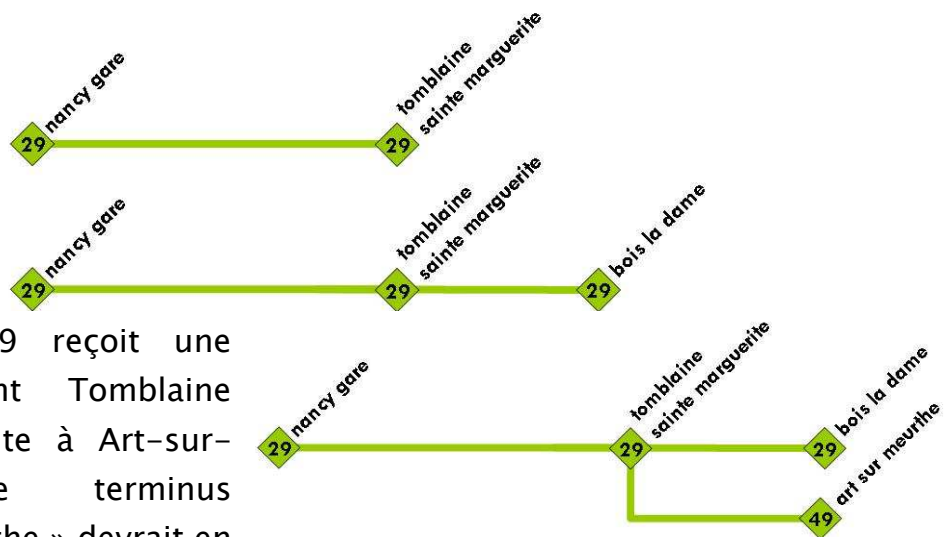 nancy gare
tomblaine
sainte marguerite
29
29
nancy gare
tomblaine
sainte marguerite
bois la dame
29
29
29
9 reçoit une
nt Tomblaine
te à Art-sur-
e terminus
he » devrait en
nancy gare
tomblaine
sainte marguerite
bois la dame
29
29
29
art sur meurthe
49